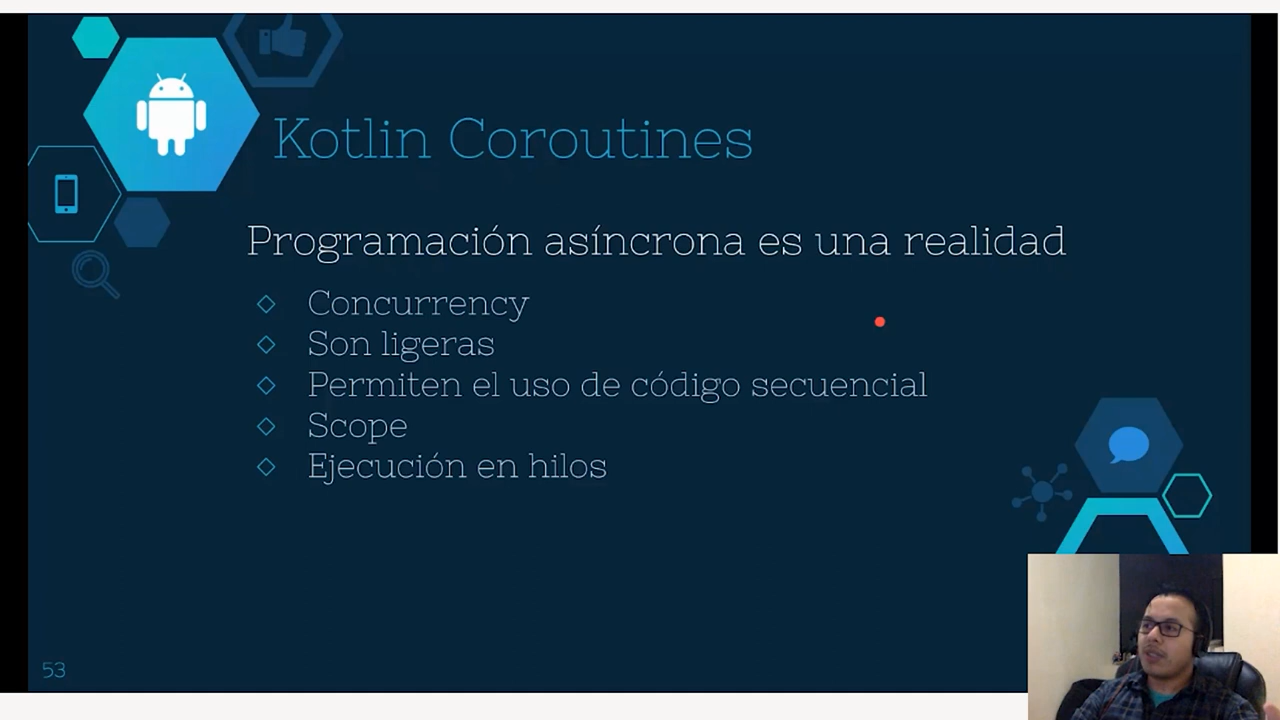 Kotlin Coroutines
Programación asíncrona es una realidad
Concurrency
Son ligeras
Permiten el uso de código secuencial
Scope
Ejecución en hilos
53